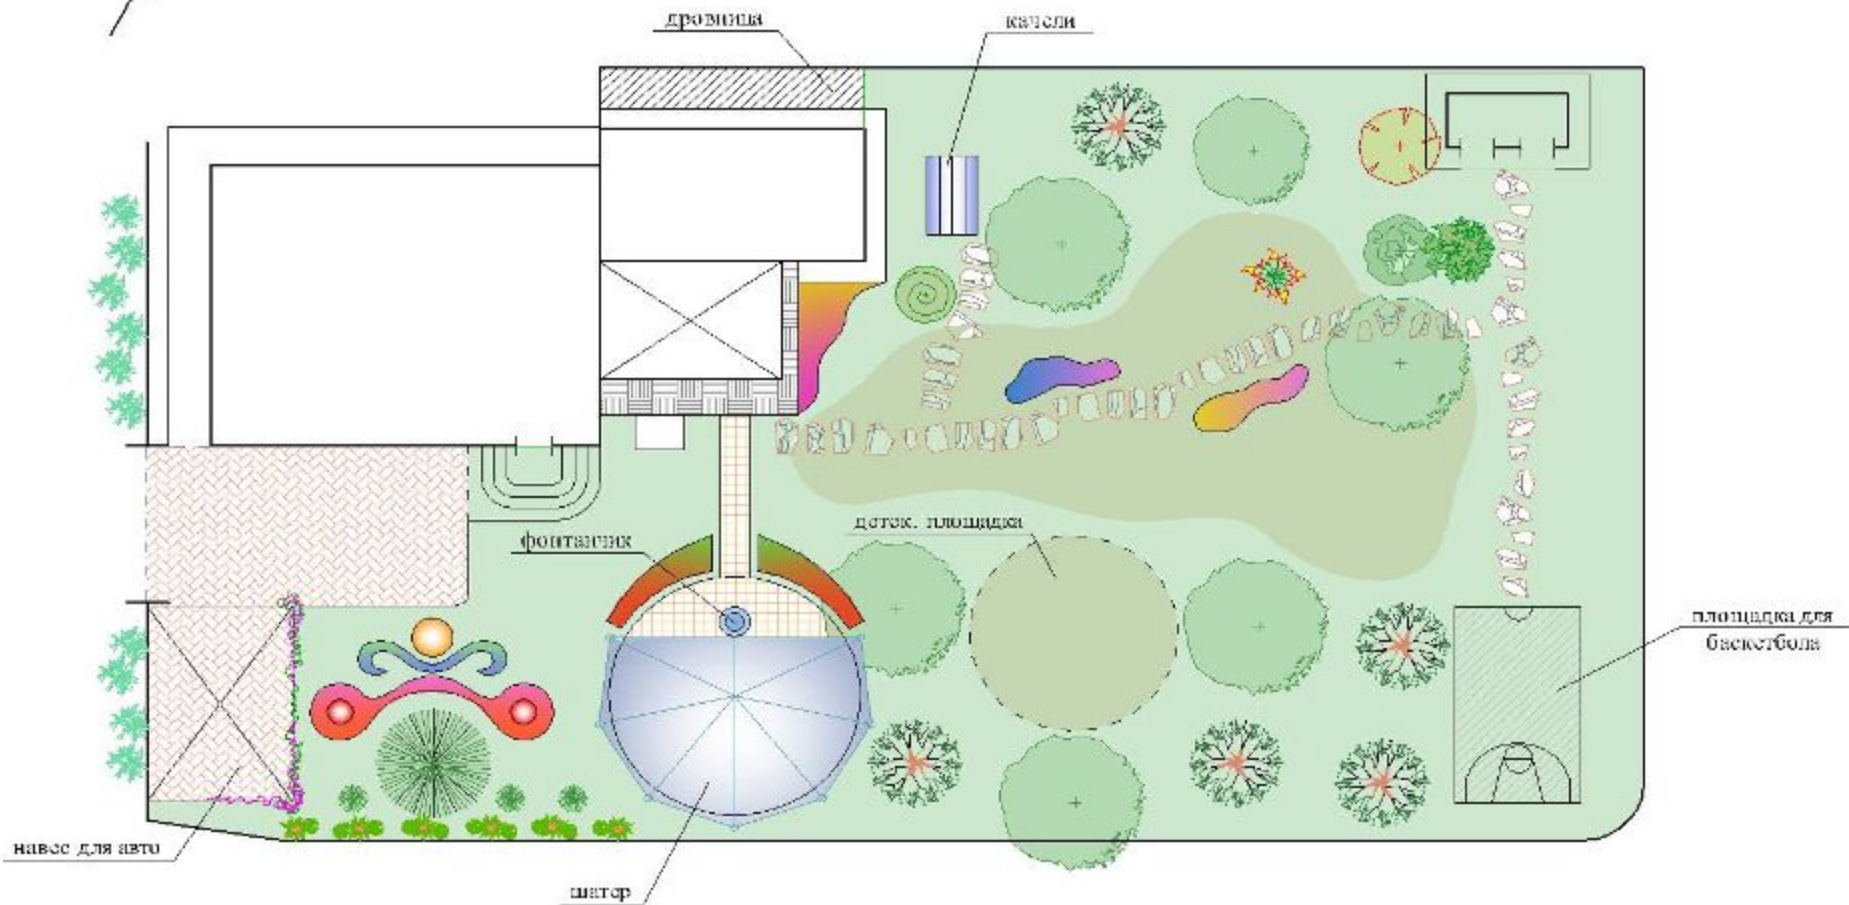 дровница
качели
детск. площадка
фонтанчик
площадка для
баскетбола
навес для авто
шатер